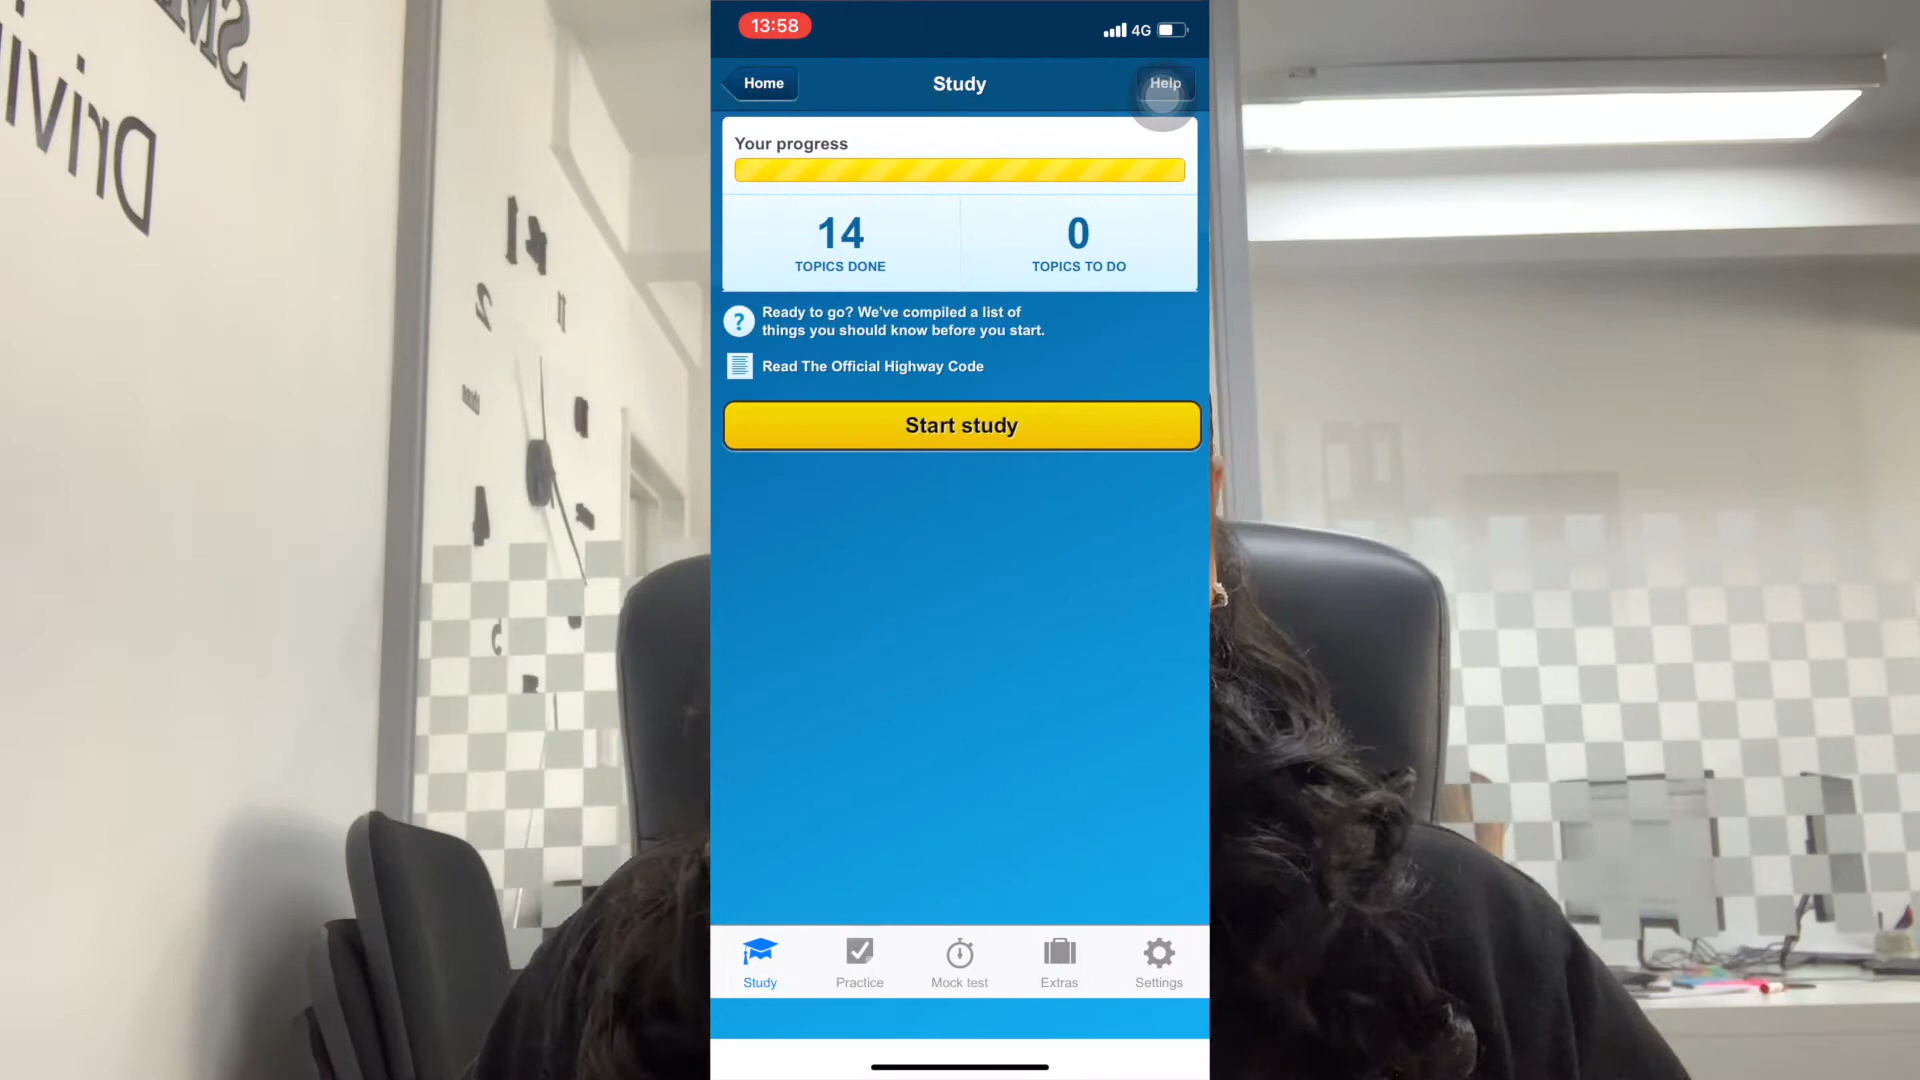 13:58
4G
Home
Study
Help
Your progress
14
0
TOPICS DONE
TOPICS TO DO
? Ready to go? We've compiled a list of
things you should know before you start.
Read The Official Highway Code
Start study
Study
Practice
Mock test
Extras
Settings